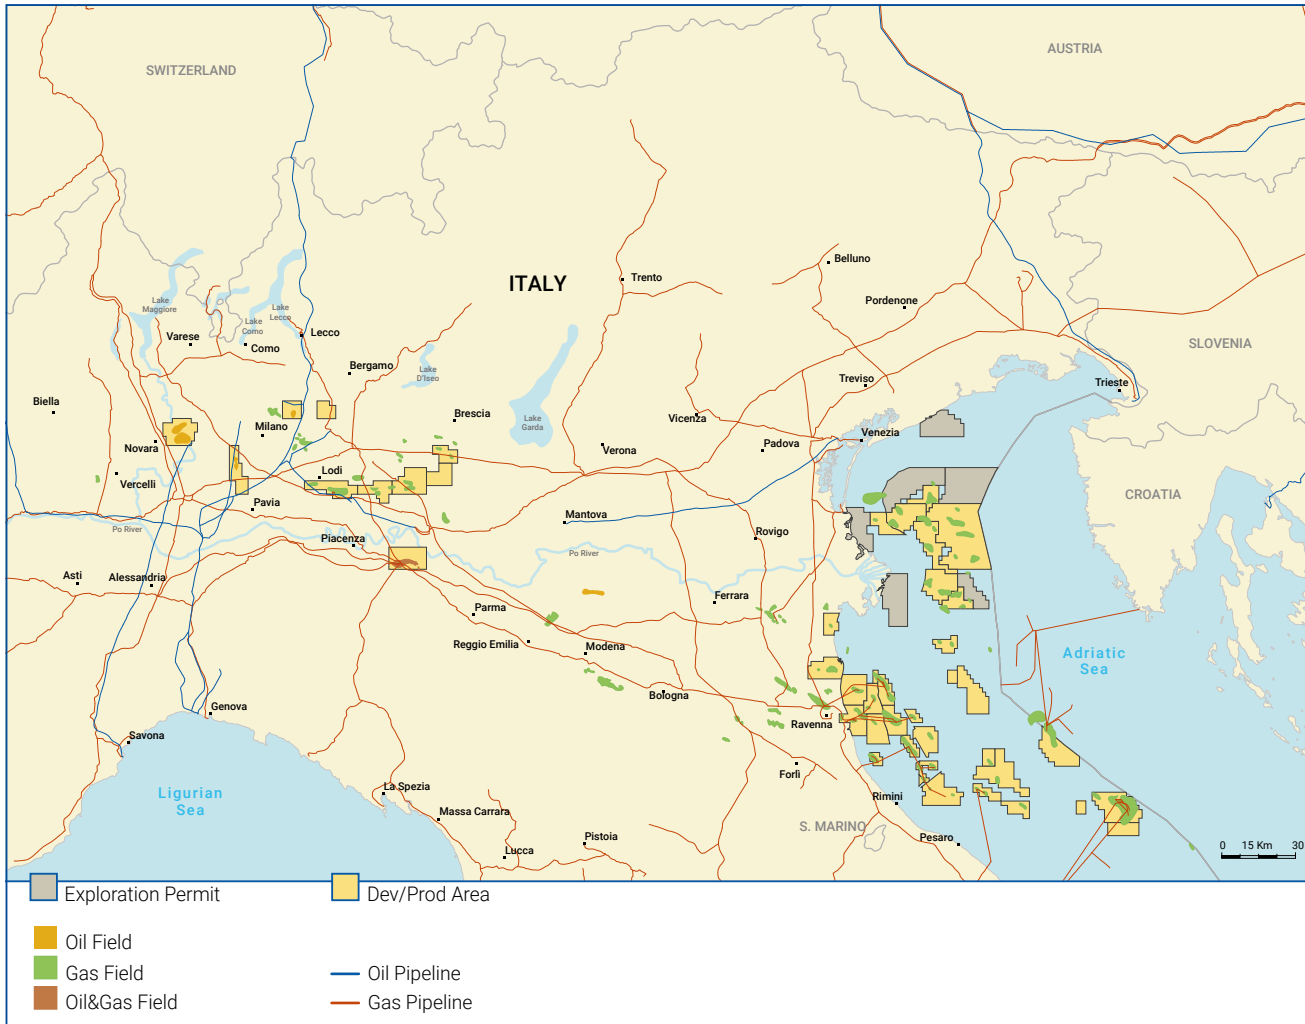 AUSTRIA
SWITZERLAND
Belluno
ITALY
Trento
Pordenone
Lake
Maggiore
Lake
Lecco
Lake
Como
Varese
Lecco
Como
SLOVENIA
Bergamo
Lake
D'Iseo
Treviso
Trieste
Biella
Brescia
Lake
Garda
Vicenza
Milano
Venezia
Novara
Verona
Padova
Lodi
Vercelli
CROATIA
Pavia
Mantova
Po River
Rovigo
Piacenza
Po River
Asti
Alessandria
Ferrara
Parma
Reggio Emilia
Modena
Adriatic
Sea
Bologna
Genova
Ravenna
Savona
Forlì
La Spezia
Ligurian
Sea
Rimini
Massa Carrara
S. MARINO
Pistoia
Pesaro
Lucca
0 15 Km 30
Exploration Permit
Dev/Prod Area
Oil Field
Gas Field
Oil Pipeline
Oil&Gas Field
Gas Pipeline